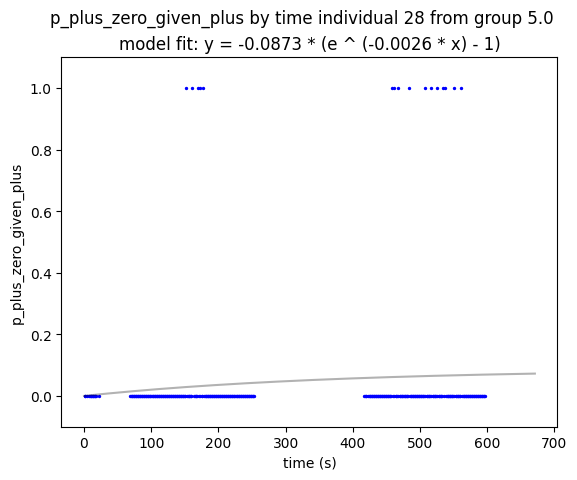 p_plus_zero_given_plus by time individual 28 from group 5.0
model fit: y = -0.0873 * (e ^ (-0.0026 * x) - 1)
1.0
0.8
0.6
0.4
0.2
0.0
p_plus_zero_given_plus
0 100 200 300 400 500 600 700
time (s)